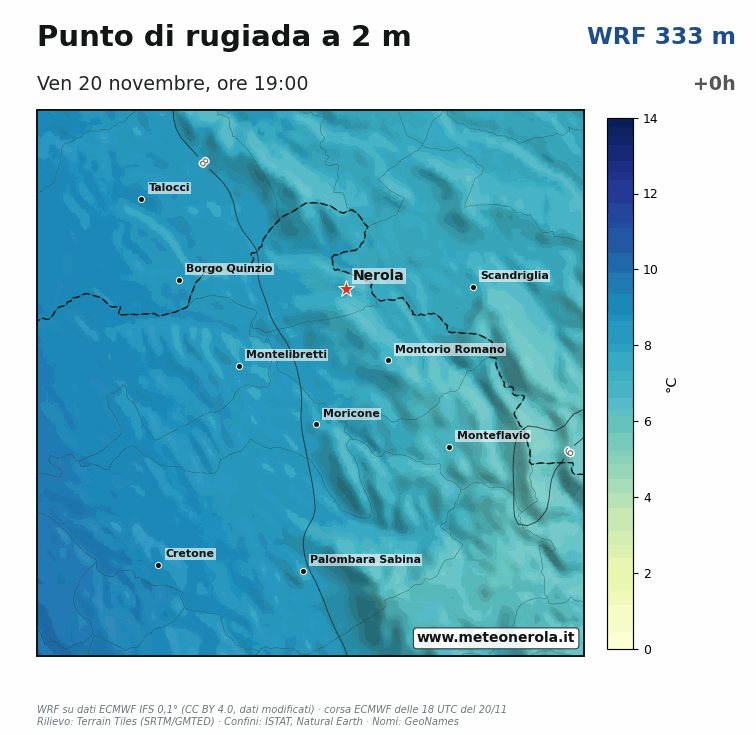 Punto di rugiada a 2 m
WRF 333 m
Ven 20 novembre, ore 19:00
+0h
8
Talocci
Borgo Quinzio
Nerola
Scandriglia
Montelibretti
Montorio Romano
Moricone
Monteflavio
6
Cretone
Palombara Sabina
www.meteonerola.it
14
12
10
8
6
4
2
0
°C
WRF su dati ECMWF IFS 0,1° (CC BY 4.0, dati modificati) · corsa ECMWF delle 18 UTC del 20/11
Rilievo: Terrain Tiles (SRTM/GMTED) · Confini: ISTAT, Natural Earth · Nomi: GeoNames